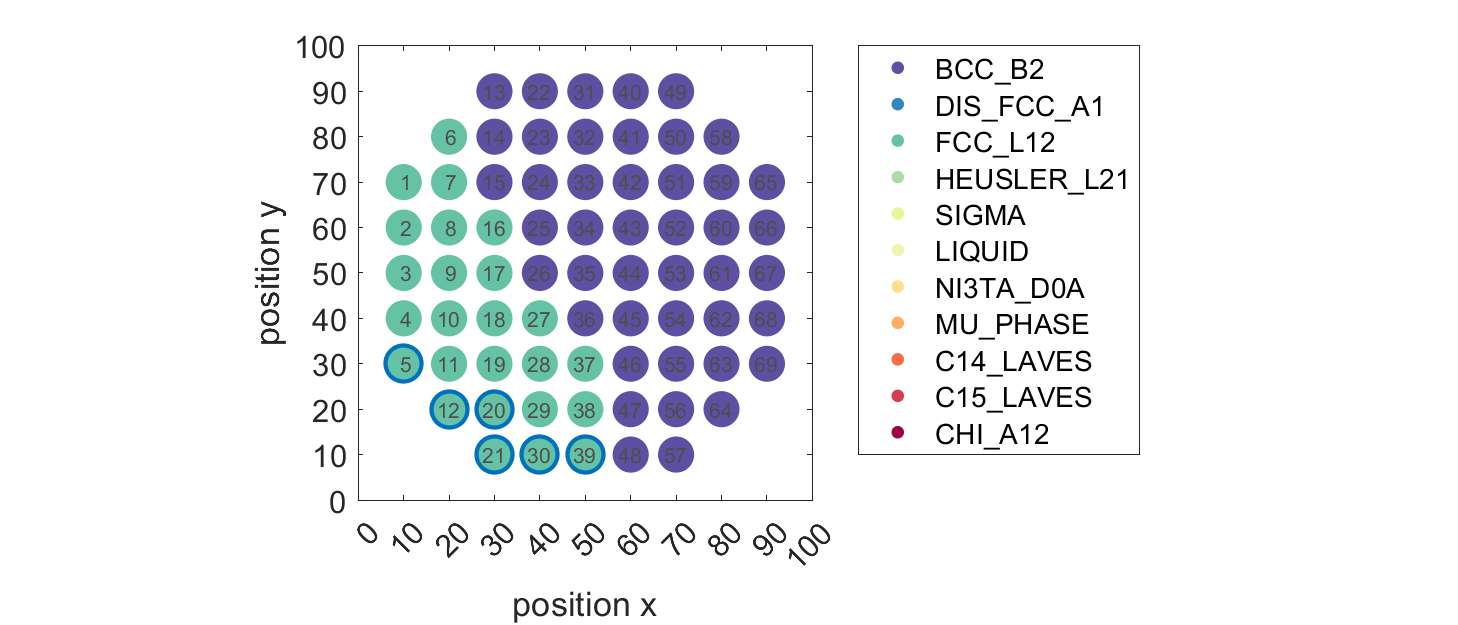 100
90
80
70
60
50
40
30
20
10
0
position y
13 22 31 40 49
6 14 23 32 41 50 58
1 7 15 24 33 42 51 59 65
2 8 16 25 34 43 52 60 66
3 9 17 26 35 44 53 61 67
4 10 18 27 36 45 54 62 68
5 11 19 28 37 46 55 63 69
12 20 29 38 47 56 64
21 30 39 48 57
0 10 20 30 40 50 60 70 80 90 100
position x
BCC_B2
DIS_FCC_A1
FCC_L12
HEUSLER_L21
SIGMA
LIQUID
NI3TA_D0A
MU_PHASE
C14_LAVES
C15_LAVES
CHI_A12